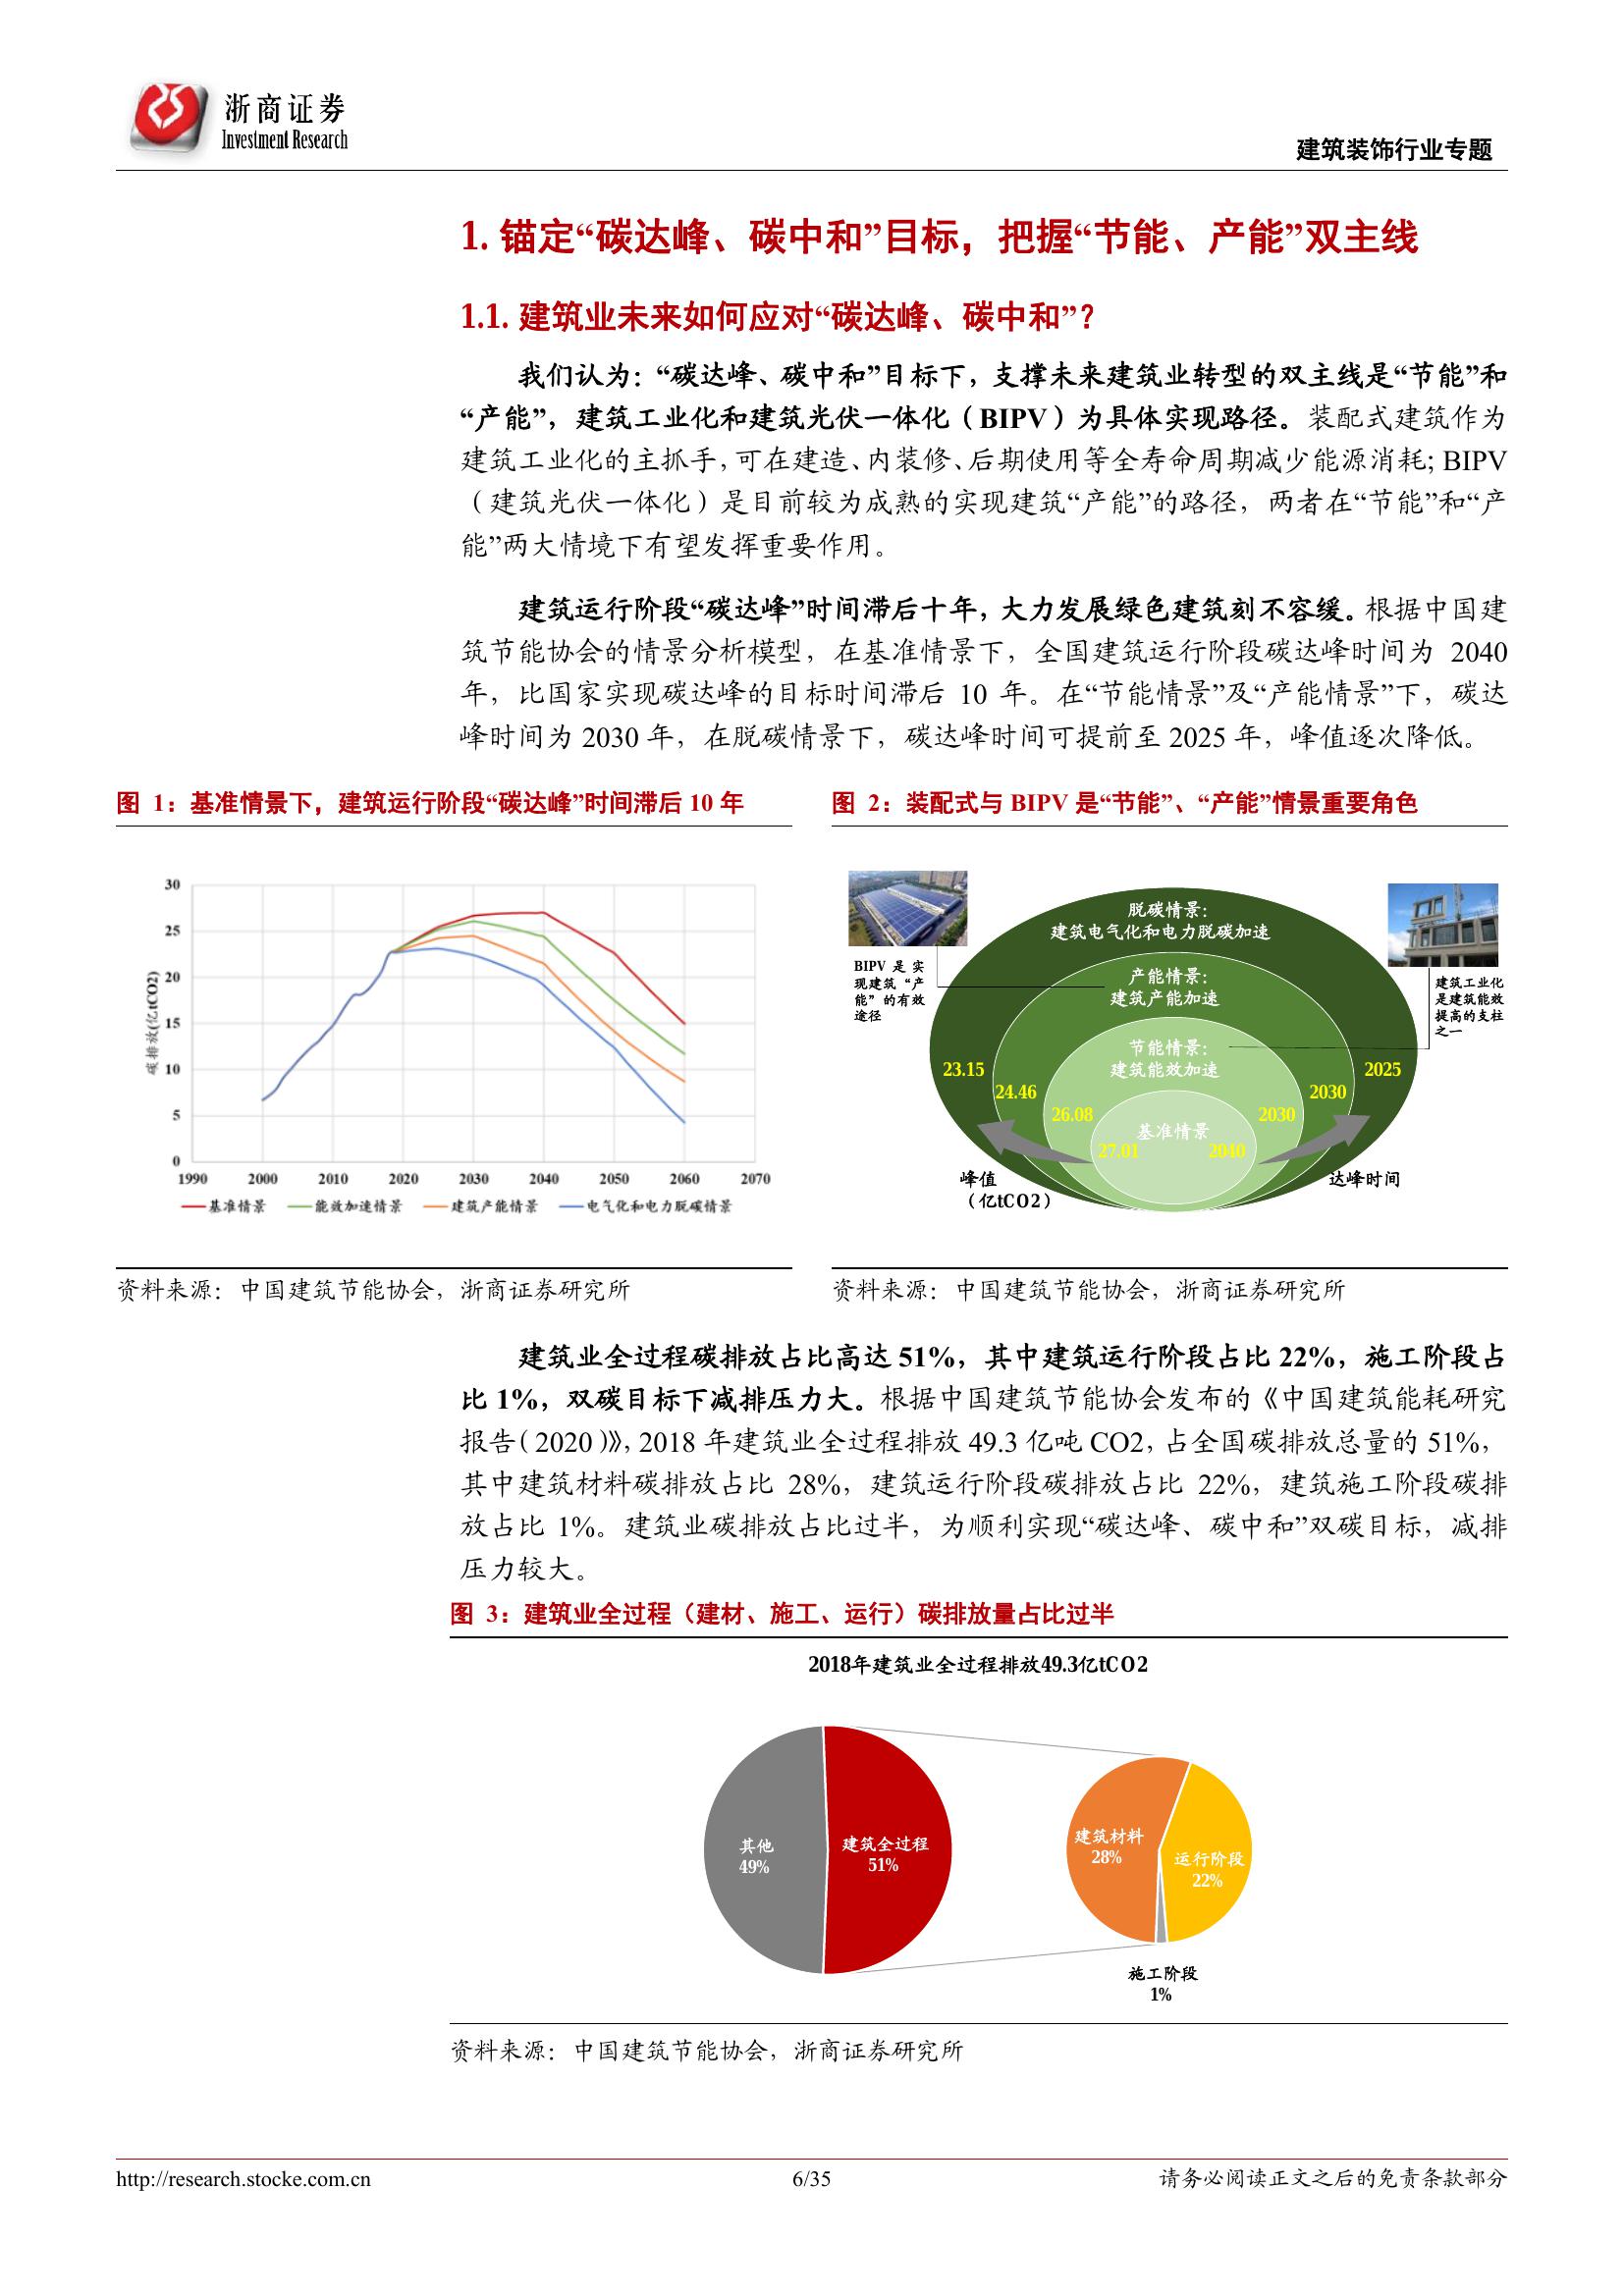 浙商证券
Investment Research
建筑装饰行业专题
1. 锚定“碳达峰、碳中和”目标，把握“节能、产能”双主线
1.1. 建筑业未来如何应对“碳达峰、碳中和”？
我们认为：“碳达峰、碳中和”目标下，支撑未来建筑业转型的双主线是“节能”和
“产能”，建筑工业化和建筑光伏一体化（BIPV）为具体实现路径。装配式建筑作为
建筑工业化的主抓手，可在建造、内装修、后期使用等全寿命周期减少能源消耗；BIPV
（建筑光伏一体化）是目前较为成熟的实现建筑“产能”的路径，两者在“节能”和“产
能”两大情境下有望发挥重要作用。
建筑运行阶段“碳达峰”时间滞后十年，大力发展绿色建筑刻不容缓。根据中国建
筑节能协会的情景分析模型，在基准情景下，全国建筑运行阶段碳达峰时间为 2040
年，比国家实现碳达峰的目标时间滞后 10 年。在“节能情景”及“产能情景”下，碳达
峰时间为 2030 年，在脱碳情景下，碳达峰时间可提前至 2025 年，峰值逐次降低。
图 1：基准情景下，建筑运行阶段“碳达峰”时间滞后 10 年
碳排放(亿tCO2)
30
25
20
15
10
5
0
1990 2000 2010 2020 2030 2040 2050 2060 2070
基准情景 能效加速情景 建筑产能情景 电气化和电力脱碳情景
资料来源：中国建筑节能协会，浙商证券研究所
图 2：装配式与 BIPV 是“节能”、“产能”情景重要角色
脱碳情景：
建筑电气化和电力脱碳加速
BIPV 是 实
现建筑“产
能”的有效
途径
产能情景：
建筑产能加速
建筑工业化
是建筑能效
提高的支柱
之一
节能情景：
建筑能效加速
23.15
2025
24.46
2030
26.08
2030
基准情景
27.01
2040
峰值
（亿tCO2）
达峰时间
资料来源：中国建筑节能协会，浙商证券研究所
建筑业全过程碳排放占比高达 51%，其中建筑运行阶段占比 22%，施工阶段占
比 1%，双碳目标下减排压力大。根据中国建筑节能协会发布的《中国建筑能耗研究
报告（2020）》，2018 年建筑业全过程排放 49.3 亿吨 CO2，占全国碳排放总量的 51%，
其中建筑材料碳排放占比 28%，建筑运行阶段碳排放占比 22%，建筑施工阶段碳排
放占比 1%。建筑业碳排放占比过半，为顺利实现“碳达峰、碳中和”双碳目标，减排
压力较大。
图 3：建筑业全过程（建材、施工、运行）碳排放量占比过半
2018年建筑业全过程排放49.3亿tCO2
其他
49%
建筑全过程
51%
建筑材料
28%
运行阶段
22%
施工阶段
1%
资料来源：中国建筑节能协会，浙商证券研究所
http://research.stocke.com.cn
6/35
请务必阅读正文之后的免责条款部分